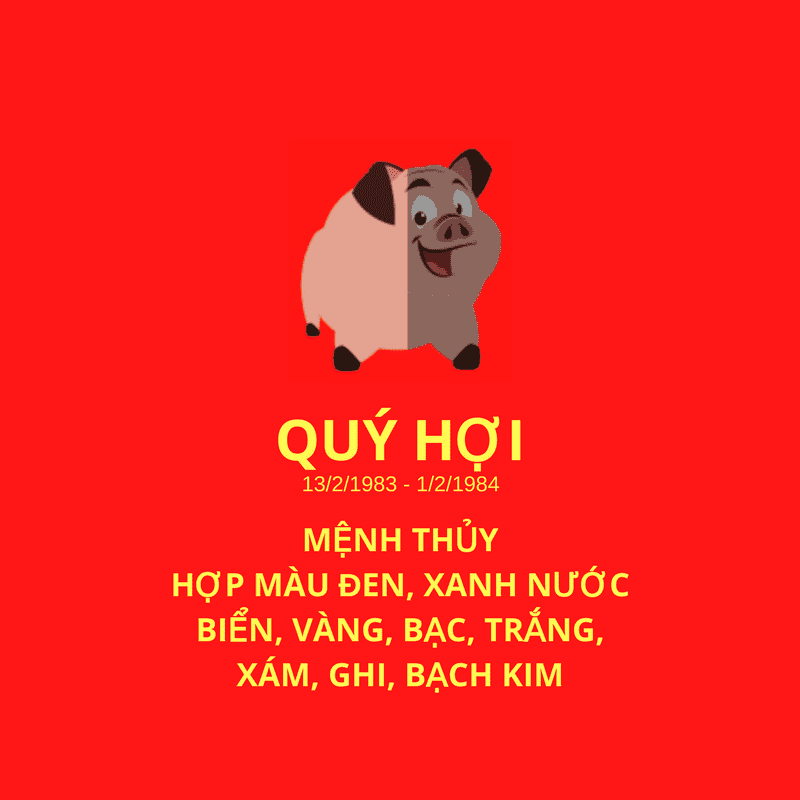 QUÝ HỢI
13/2/1983 - 1/2/1984
MỆNH THỦY
HỢP MÀU ĐEN, XANH NƯỚC
BIỂN, VÀNG, BẠC, TRẮNG,
XÁM, GHI, BẠCH KIM